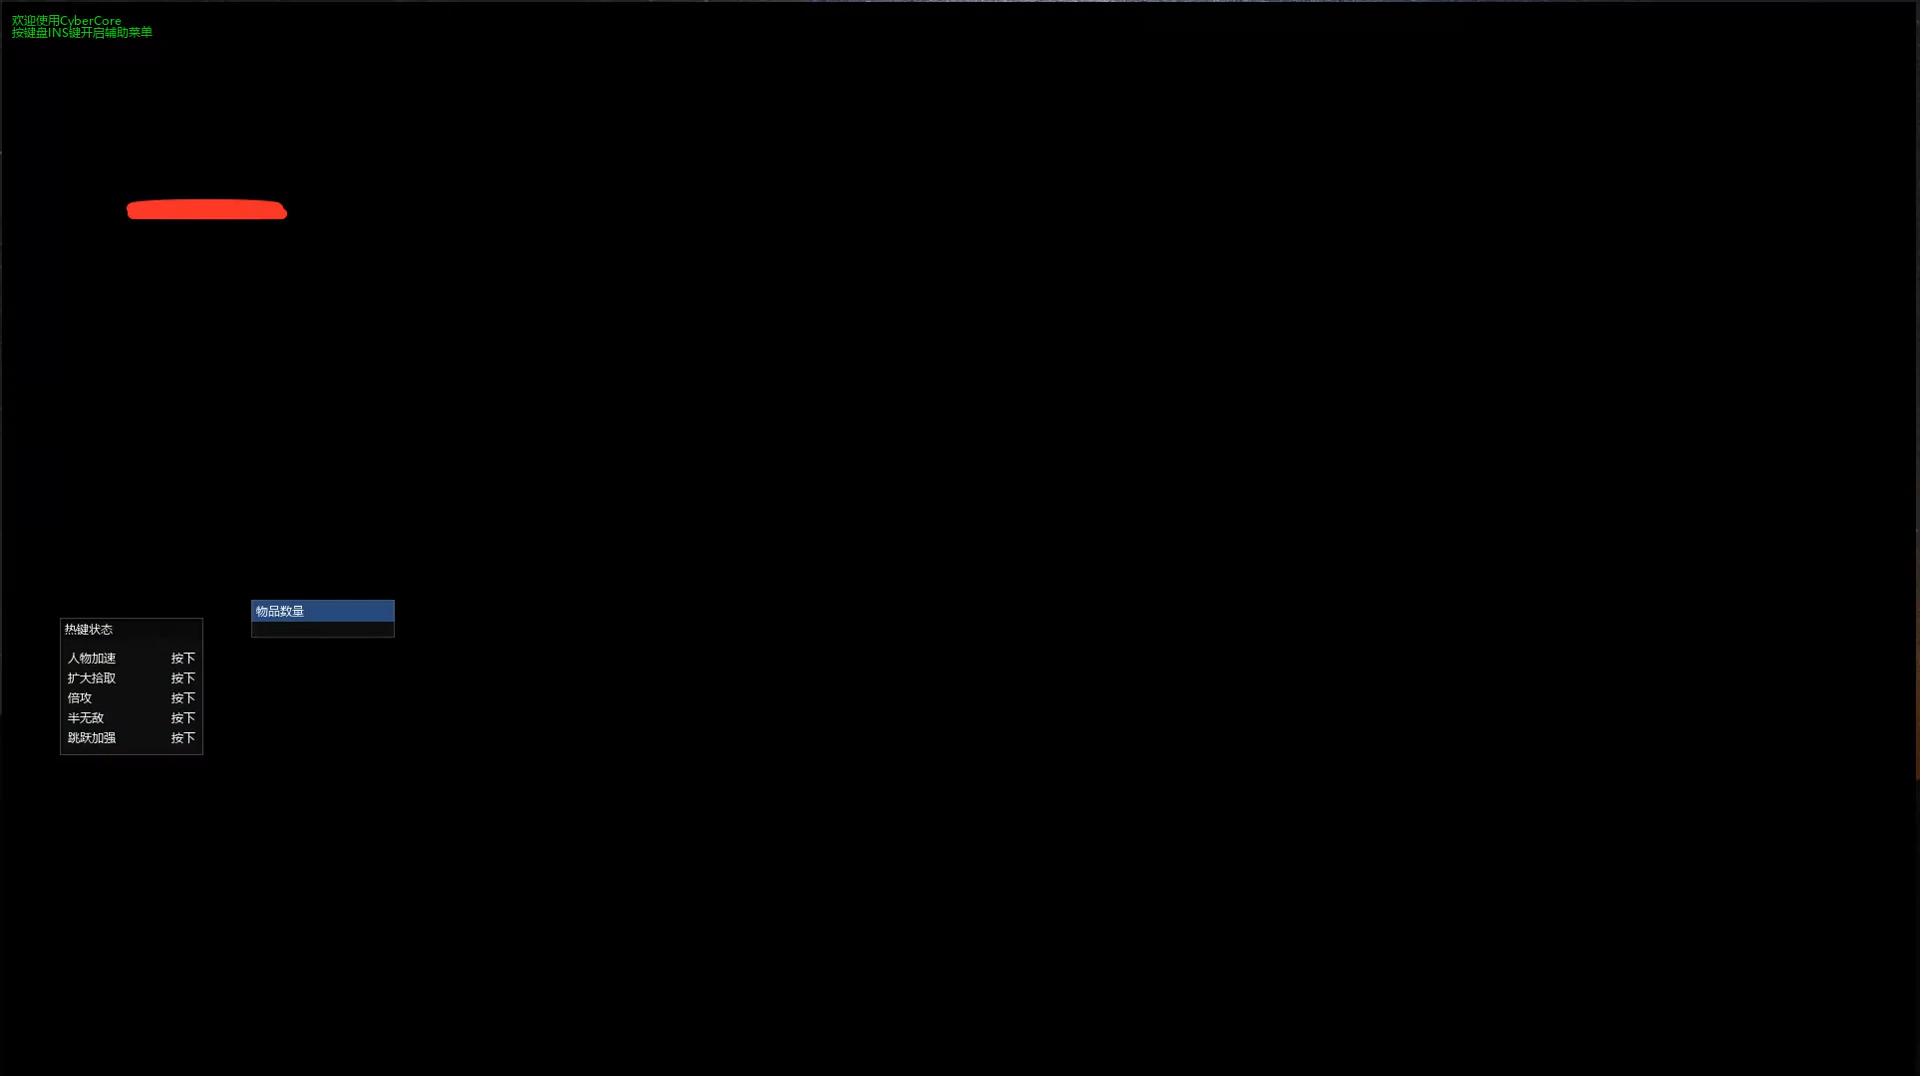 欢迎使用CyberCore
按键盘INS键开启辅助菜单
物品数量
热键状态
人物加速 按下
扩大拾取 按下
倍攻 按下
半无敌 按下
跳跃加强 按下